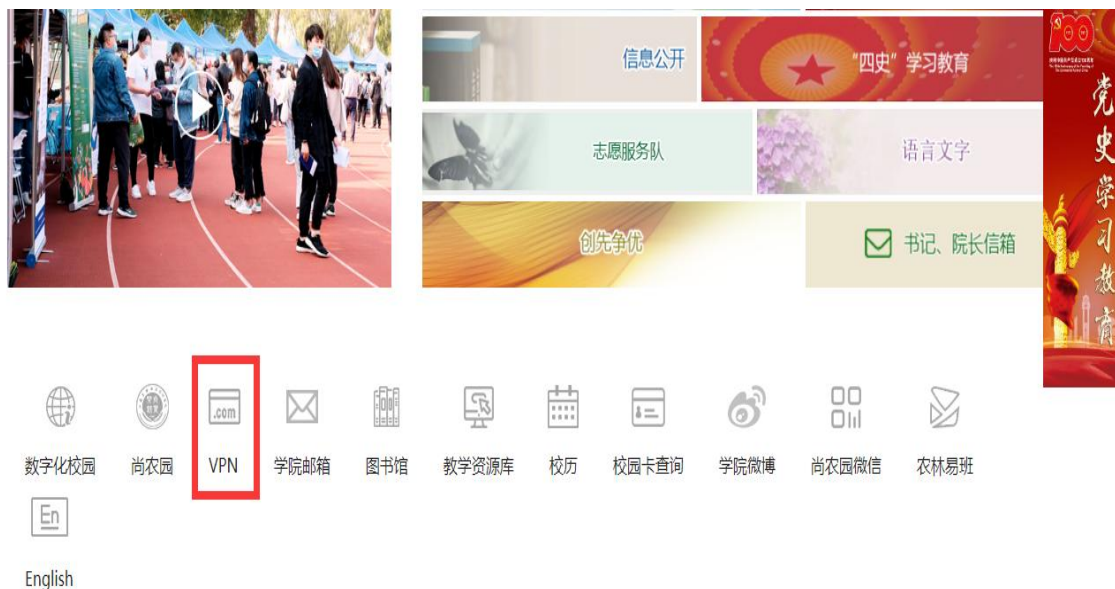 信息公开
“四史”学习教育
志愿服务队
语言文字
创先争优
书记、院长信箱
100
党史学习教育
.com
数字化校园
尚农园
VPN
学院邮箱
图书馆
教学资源库
校历
校园卡查询
学院微博
尚农园微信
农林易班
En
English